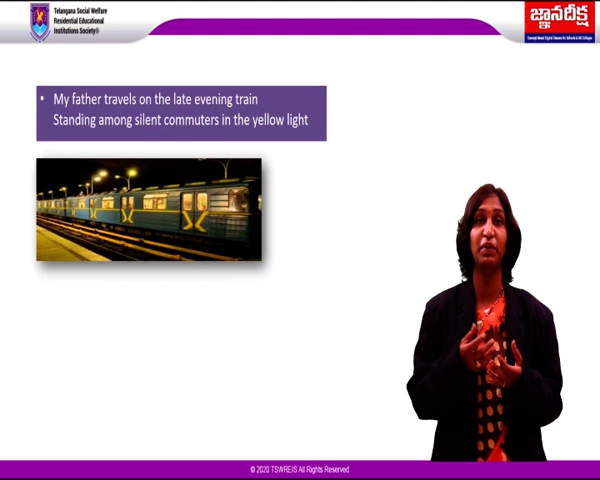 Telangana Social Welfare
Residential Educational
Institutions Society®
జ్ఞానదీక్ష
• My father travels on the late evening train
Standing among silent commuters in the yellow light
© 2020 TSWREIS All Rights Reserved